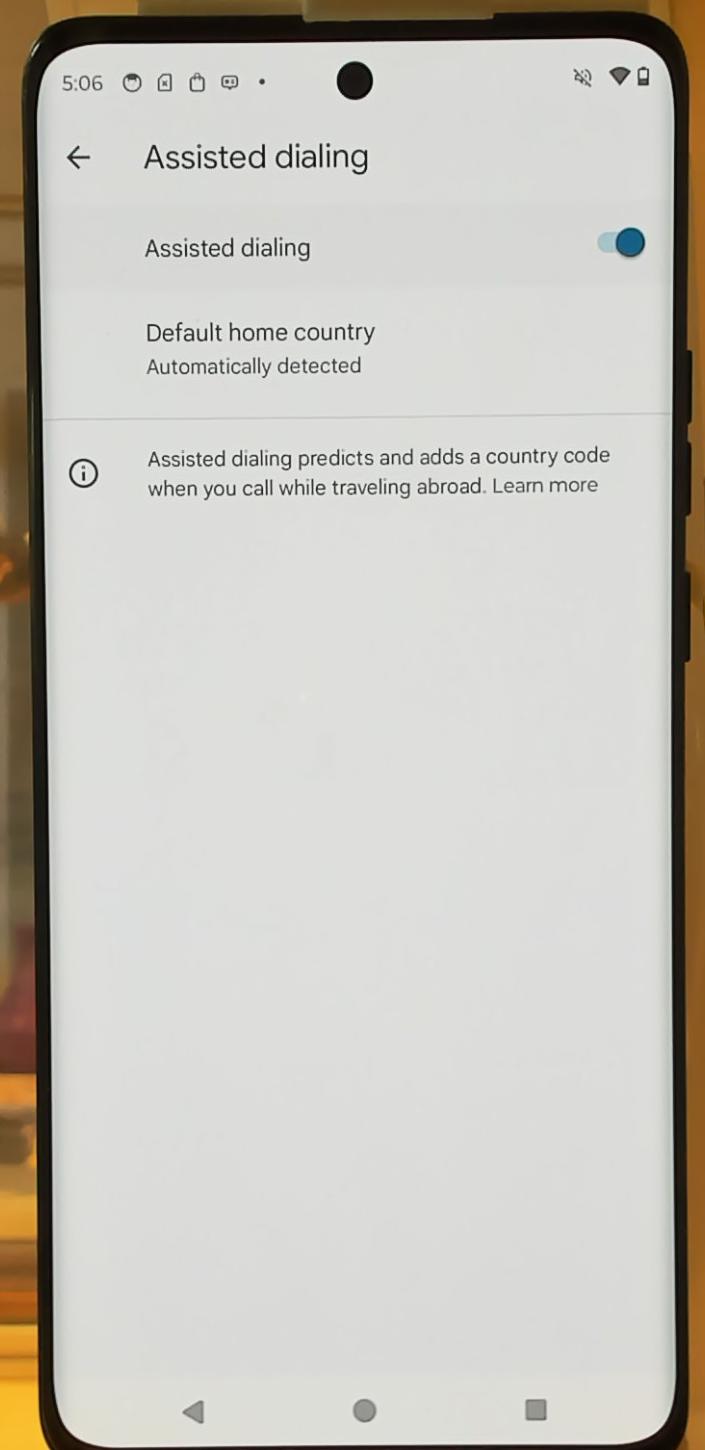 5:06
Assisted dialing
Assisted dialing
Default home country
Automatically detected
Assisted dialing predicts and adds a country code
when you call while traveling abroad. Learn more